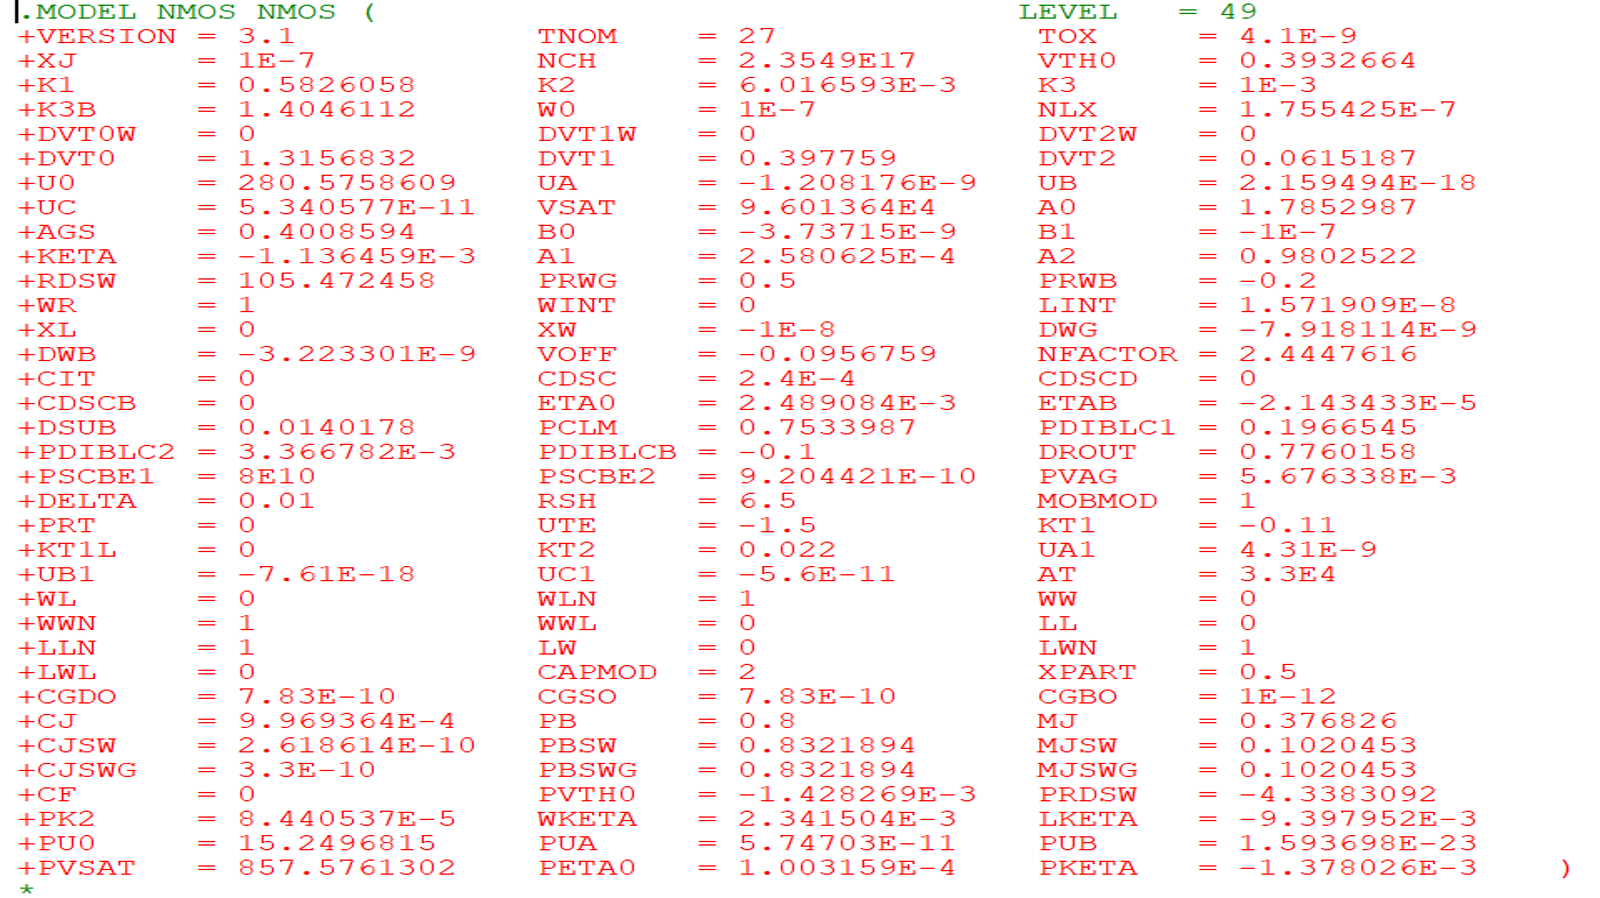 .MODEL NMOS NMOS ( LEVEL = 49
+VERSION = 3.1 TNOM = 27 TOX = 4.1E-9
+XJ = 1E-7 NCH = 2.3549E17 VTH0 = 0.3932664
+K1 = 0.5826058 K2 = 6.016593E-3 K3 = 1E-3
+K3B = 1.4046112 W0 = 1E-7 NLX = 1.755425E-7
+DVT0W = 0 DVT1W = 0 DVT2W = 0
+DVT0 = 1.3156832 DVT1 = 0.397759 DVT2 = 0.0615187
+U0 = 280.5758609 UA = -1.208176E-9 UB = 2.159494E-18
+UC = 5.340577E-11 VSAT = 9.601364E4 A0 = 1.7852987
+AGS = 0.4008594 B0 = -3.73715E-9 B1 = -1E-7
+KETA = -1.136459E-3 A1 = 2.580625E-4 A2 = 0.9802522
+RDSW = 105.472458 PRWG = 0.5 PRWB = -0.2
+WR = 1 WINT = 0 LINT = 1.571909E-8
+XL = 0 XW = -1E-8 DWG = -7.918114E-9
+DWB = -3.223301E-9 VOFF = -0.0956759 NFACTOR = 2.4447616
+CIT = 0 CDSC = 2.4E-4 CDSCD = 0
+CDSCB = 0 ETA0 = 2.489084E-3 ETAB = -2.143433E-5
+DSUB = 0.0140178 PCLM = 0.7533987 PDIBLC1 = 0.1966545
+PDIBLC2 = 3.366782E-3 PDIBLCB = -0.1 DROUT = 0.7760158
+PSCBE1 = 8E10 PSCBE2 = 9.204421E-10 PVAG = 5.676338E-3
+DELTA = 0.01 RSH = 6.5 MOBMOD = 1
+PRT = 0 UTE = -1.5 KT1 = -0.11
+KT1L = 0 KT2 = 0.022 UA1 = 4.31E-9
+UB1 = -7.61E-18 UC1 = -5.6E-11 AT = 3.3E4
+WL = 0 WLN = 1 WW = 0
+WWN = 1 WWL = 0 LL = 0
+LLN = 1 LW = 0 LWN = 1
+LWL = 0 CAPMOD = 2 XPART = 0.5
+CGDO = 7.83E-10 CGSO = 7.83E-10 CGBO = 1E-12
+CJ = 9.969364E-4 PB = 0.8 MJ = 0.376826
+CJSW = 2.618614E-10 PBSW = 0.8321894 MJSW = 0.1020453
+CJSWG = 3.3E-10 PBSWG = 0.8321894 MJSWG = 0.1020453
+CF = 0 PVTH0 = -1.428269E-3 PRDSW = -4.3383092
+PK2 = 8.440537E-5 WKETA = 2.341504E-3 LKETA = -9.397952E-3
+PU0 = 15.2496815 PUA = 5.74703E-11 PUB = 1.593698E-23
+PVSAT = 857.5761302 PETA0 = 1.003159E-4 PKETA = -1.378026E-3 )
*